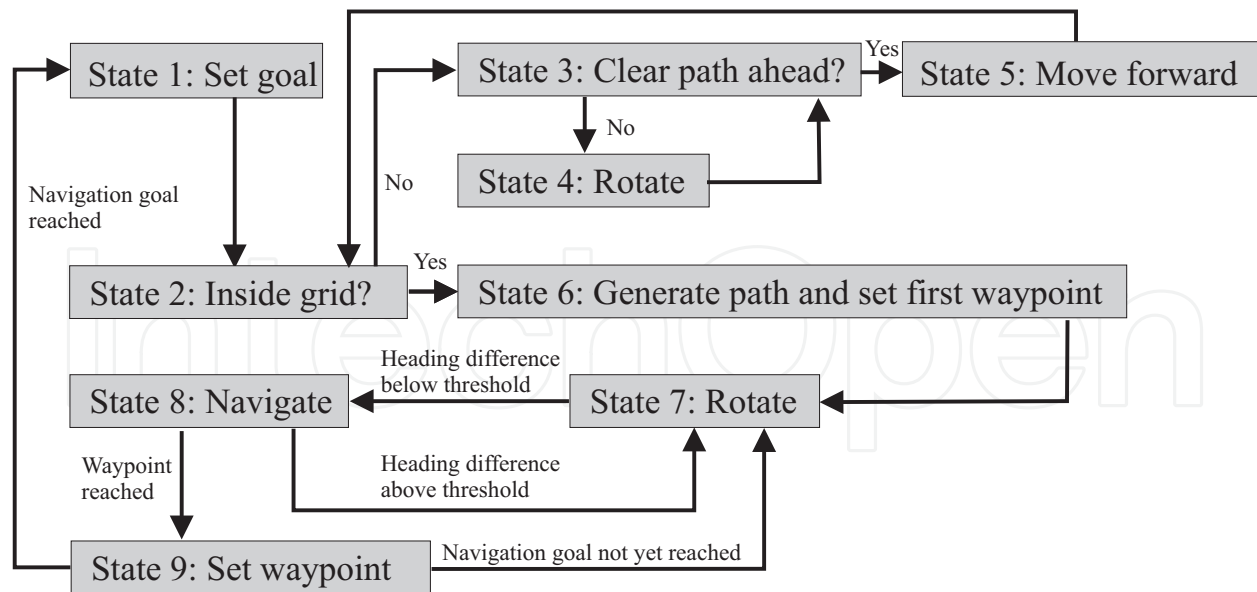 State 1: Set goal
State 3: Clear path ahead?
Yes
State 5: Move forward
No
State 4: Rotate
Navigation goal
reached
No
State 2: Inside grid?
Yes
State 6: Generate path and set first waypoint
Heading difference
below threshold
State 8: Navigate
State 7: Rotate
Waypoint
reached
Heading difference
above threshold
State 9: Set waypoint
Navigation goal not yet reached
IntechOpen